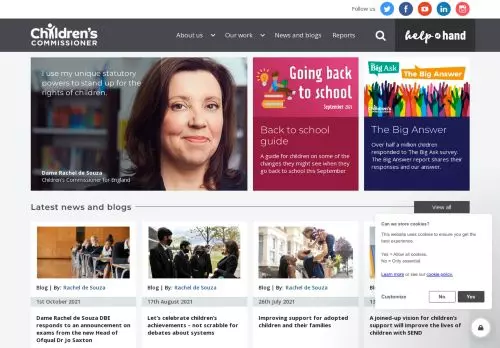 Follow us
Children's
COMMISSIONER
About us
Our work
News and blogs
Reports
help at hand
I use my unique statutory
powers to stand up for the
rights of children.
Dame Rachel de Souza
Children's Commissioner for England
Going back
to school
September 2021
Back to school
guide
A guide for children on some of the
changes they might see when they
go back to school this September
Big Ask
The Big Answer
Children's
The Big Answer
Over half a million children
responded to The Big Ask survey.
The Big Answer report shares their
responses and our answer.
Latest news and blogs
View all
Blog | By: Rachel de Souza
1st October 2021
Dame Rachel de Souza DBE
responds to an announcement on
exams from the new Head of
Ofqual Dr Jo Saxton
Blog | By: Rachel de Souza
17th August 2021
Let's celebrate children's
achievements - not scrabble for
debates about systems
Blog | By: Rachel de Souza
26th July 2021
Improving support for adopted
children and their families
Blog
13
A joined-up vision for children's
support will improve the lives of
children with SEND
Can we store cookies?
This website uses cookies to ensure you get the
best experience.
Yes = Allow all cookies.
No = Only essential.
Learn more or see our cookie policy.
Customize
No
Yes